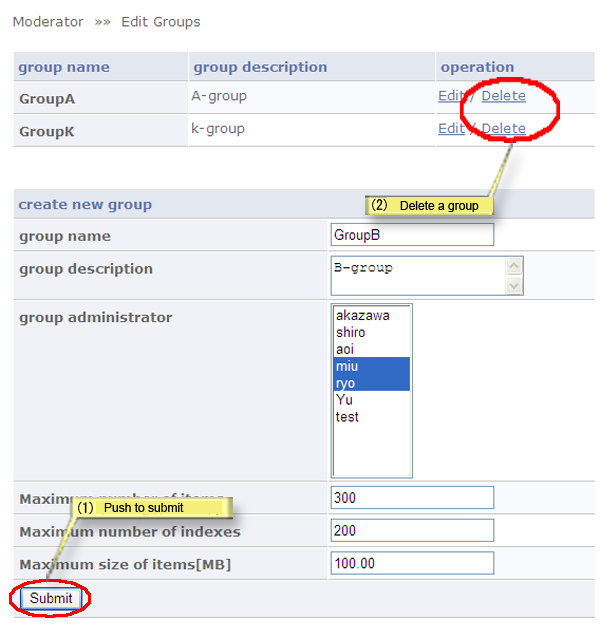 Moderator »» Edit Groups
group name group description operation
GroupA A-group Edit / Delete
GroupK k-group Edit / Delete
(2) Delete a group
create new group
group name GroupB
group description B-group
group administrator akazawa
shiro
aoi
miu
ryo
Yu
test
Maximum number of items 300
(1) Push to submit
Maximum number of indexes 200
Maximum size of items[MB] 100.00
Submit